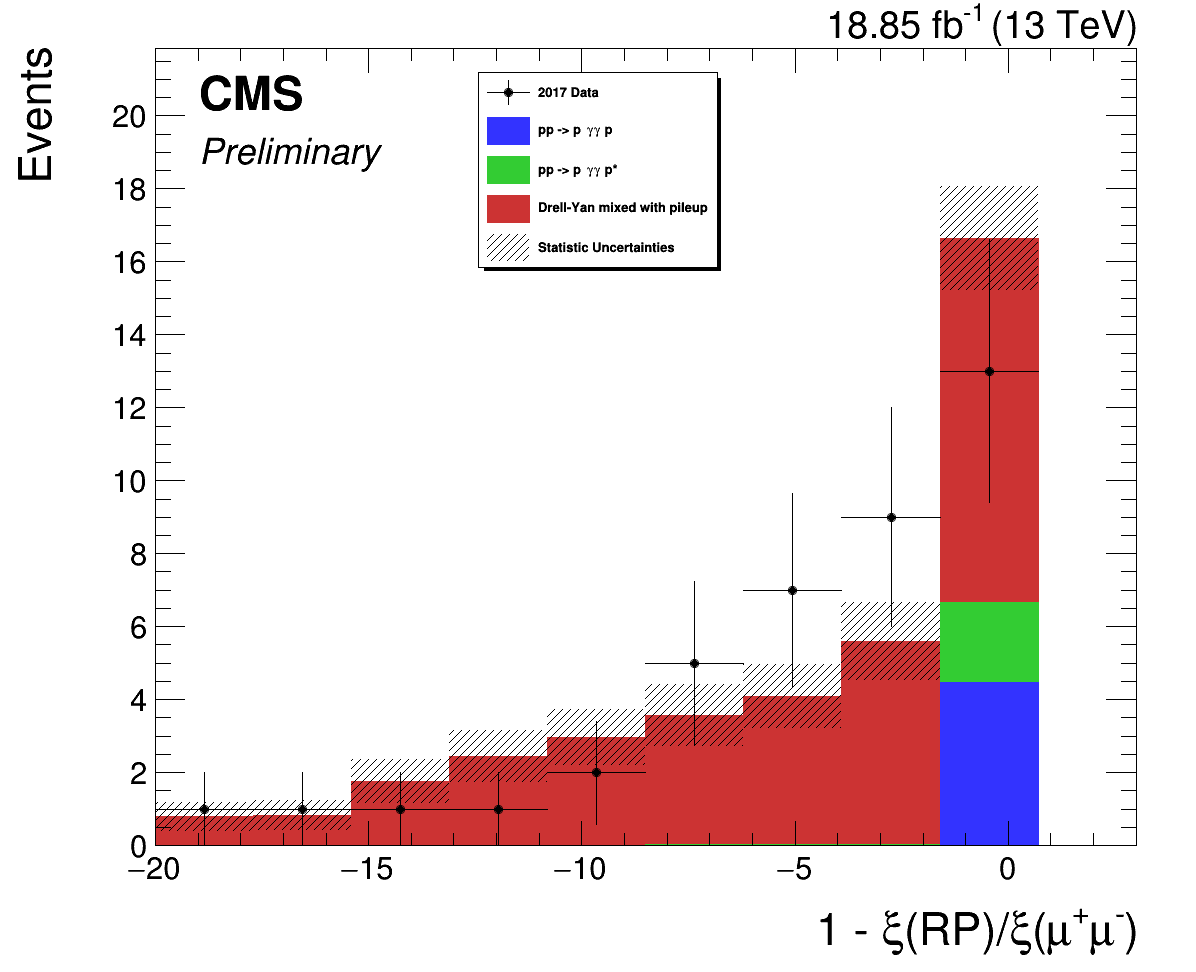 18.85 fb⁻¹ (13 TeV)
Events
CMS
Preliminary
2017 Data
pp -> p γγ p
pp -> p γγ p*
Drell-Yan mixed with pileup
Statistic Uncertainties
20
18
16
14
12
10
8
6
4
2
0
−20 −15 −10 −5 0
1 - ξ(RP)/ξ(μ⁺μ⁻)